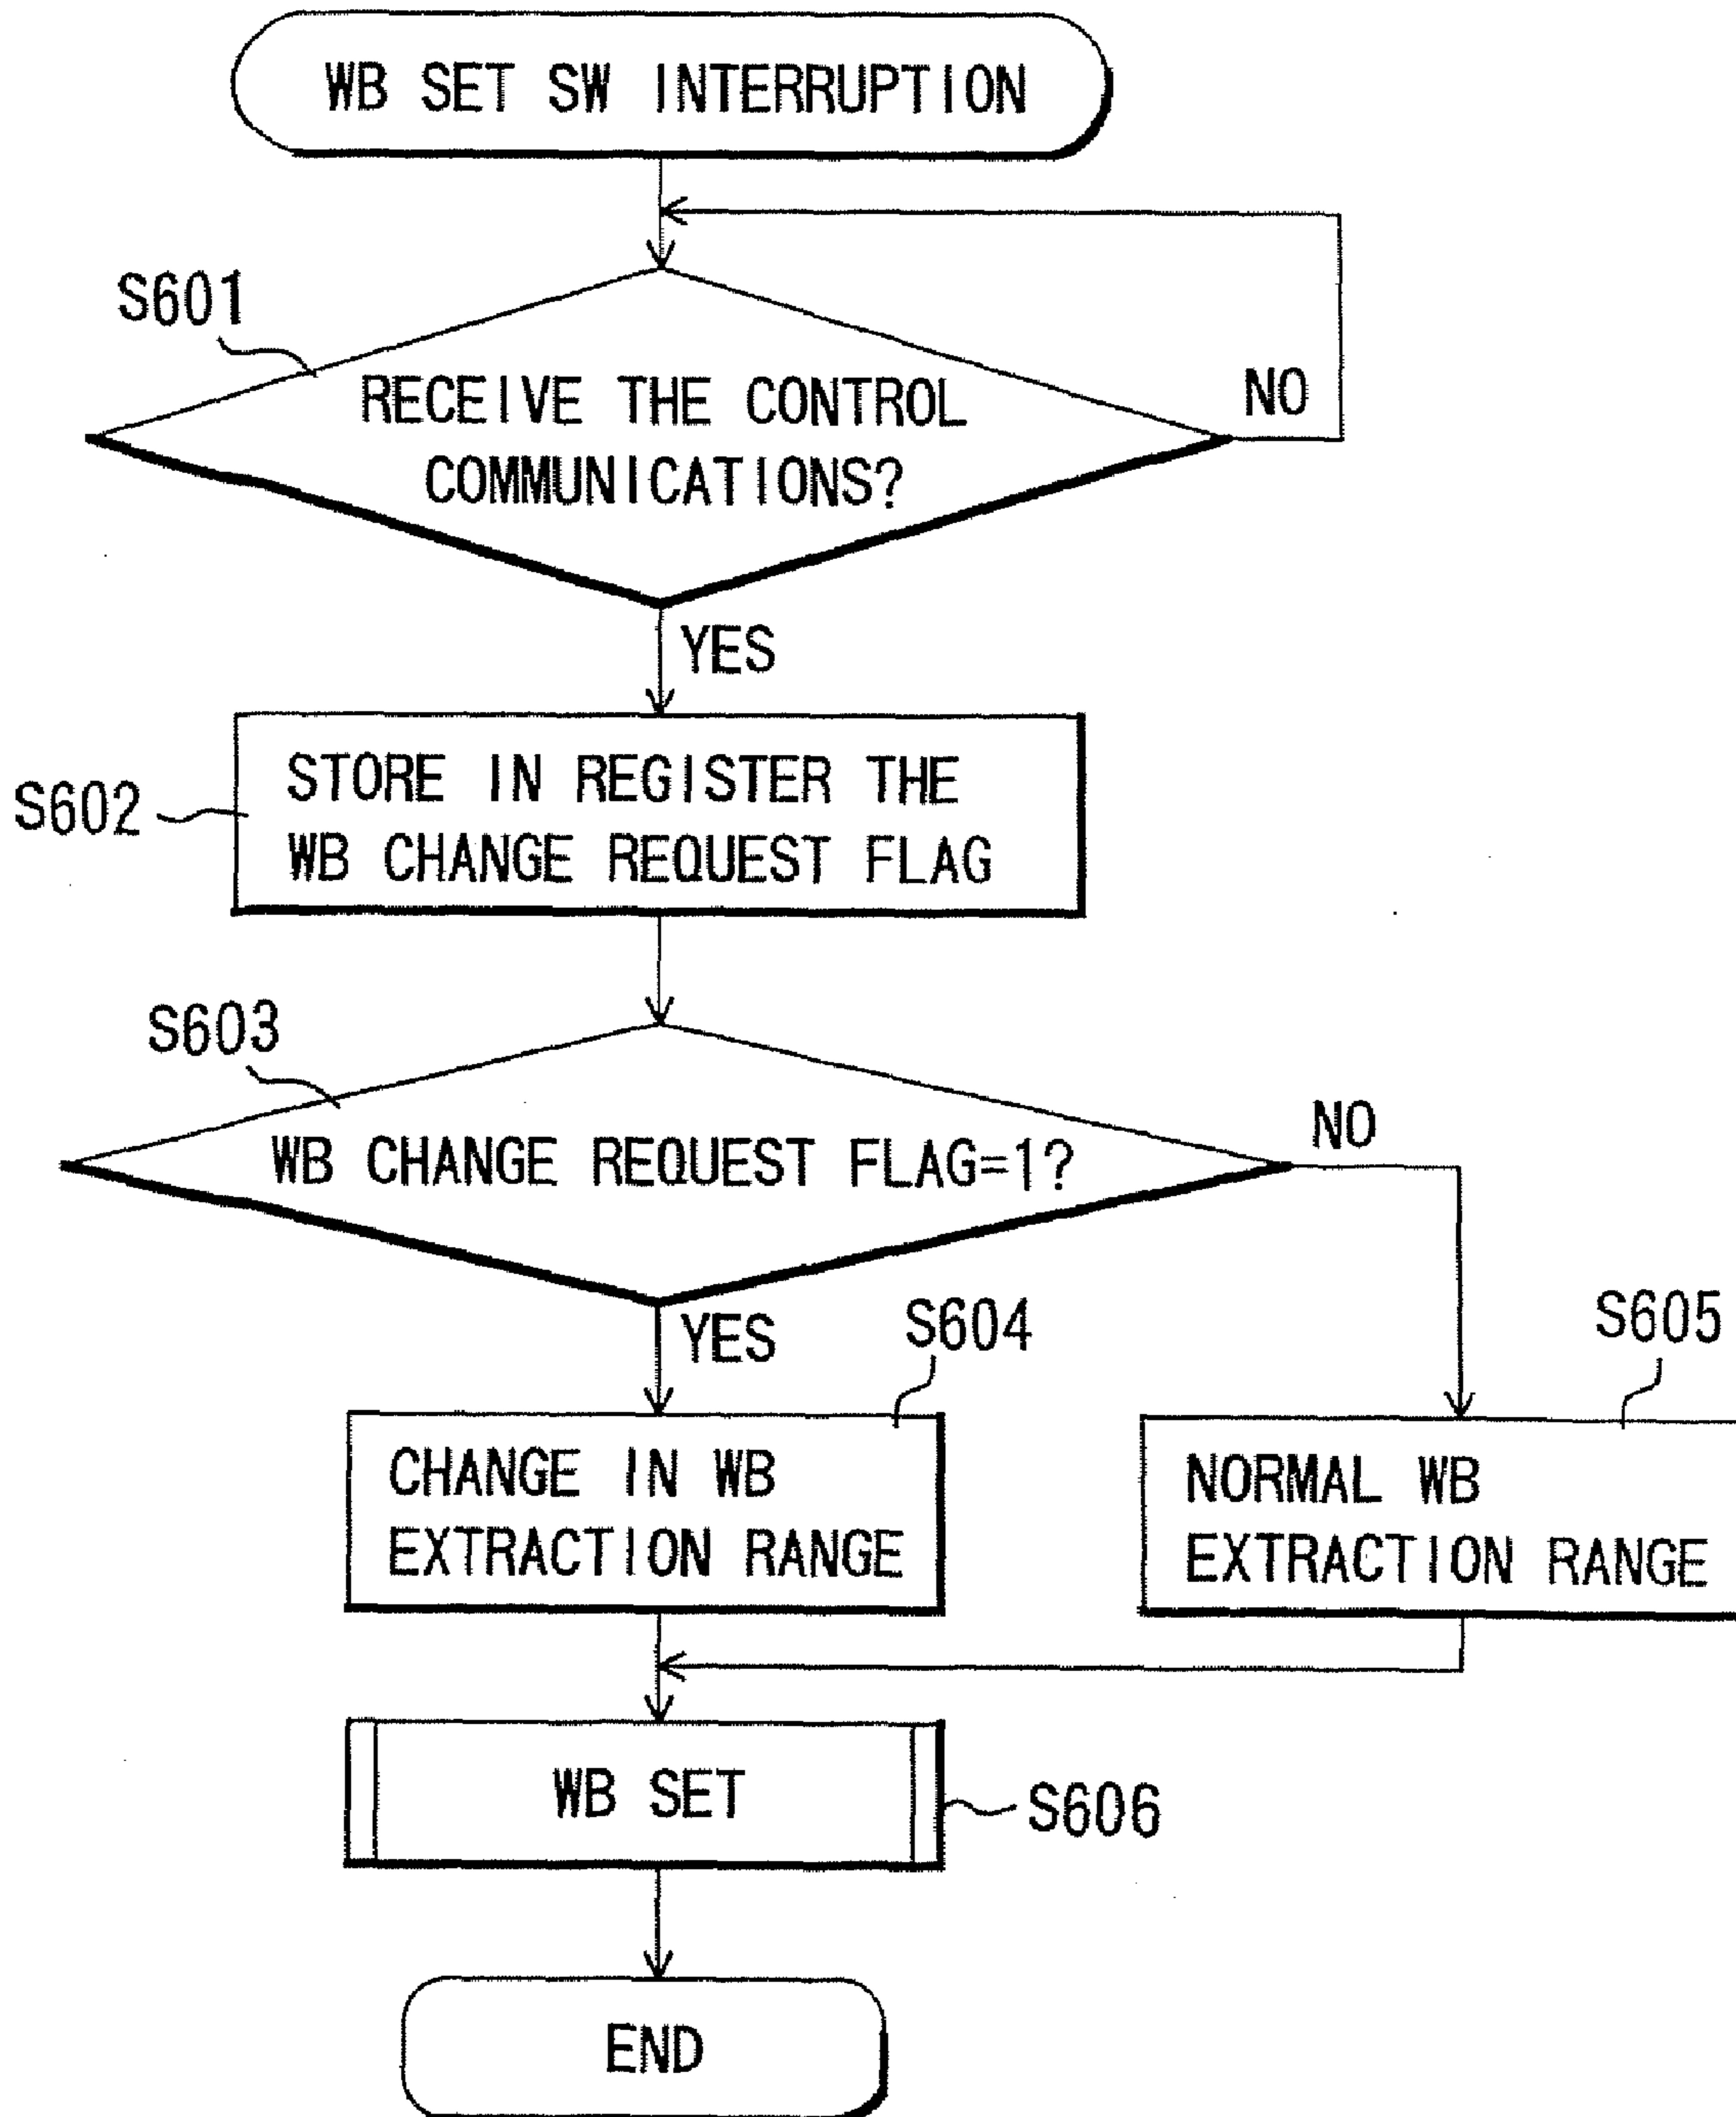 WB SET SW INTERRUPTION
S601
RECEIVE THE CONTROL
COMMUNICATIONS?
NO
YES
S602
STORE IN REGISTER THE
WB CHANGE REQUEST FLAG
S603
WB CHANGE REQUEST FLAG=1?
NO
YES
S604
S605
CHANGE IN WB
EXTRACTION RANGE
NORMAL WB
EXTRACTION RANGE
WB SET
S606
END